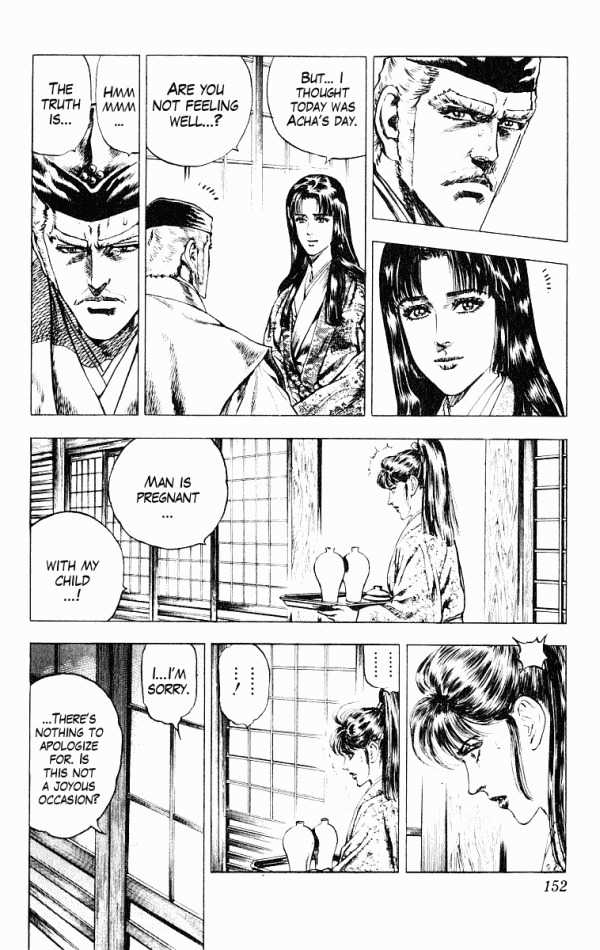 BUT... I
THOUGHT
TODAY WAS
ACHA'S DAY.
ARE YOU
NOT FEELING
WELL...?
HMM
MMM
...
THE
TRUTH
IS...
MAN IS
PREGNANT
...
WITH MY
CHILD
...!
......
......
!
I...I'M
SORRY.
...THERE'S
NOTHING TO
APOLOGIZE
FOR. IS
THIS NOT
A JOYOUS
OCCASION?
152